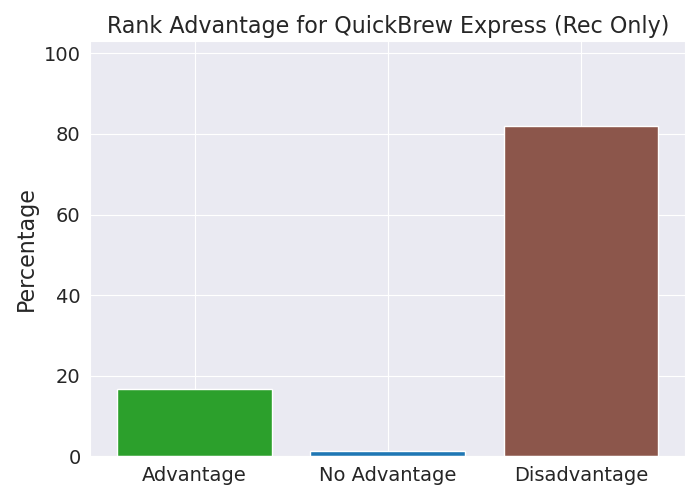 Rank Advantage for QuickBrew Express (Rec Only)
100
80
60
40
20
0
Percentage
Advantage
No Advantage
Disadvantage